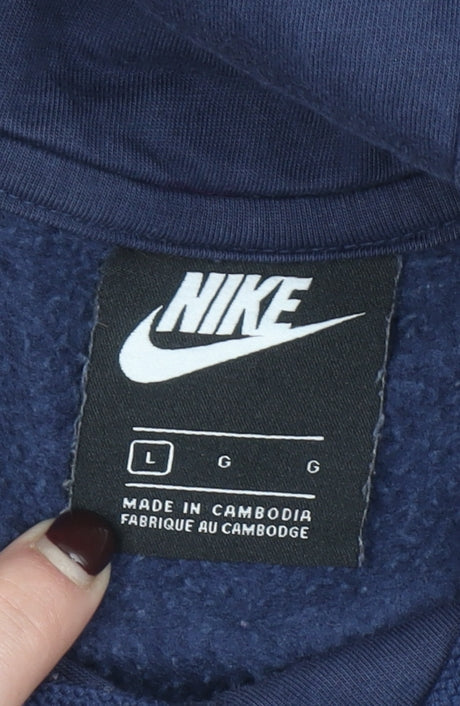 NIKE
L G G
MADE IN CAMBODIA
FABRIQUE AU CAMBODGE